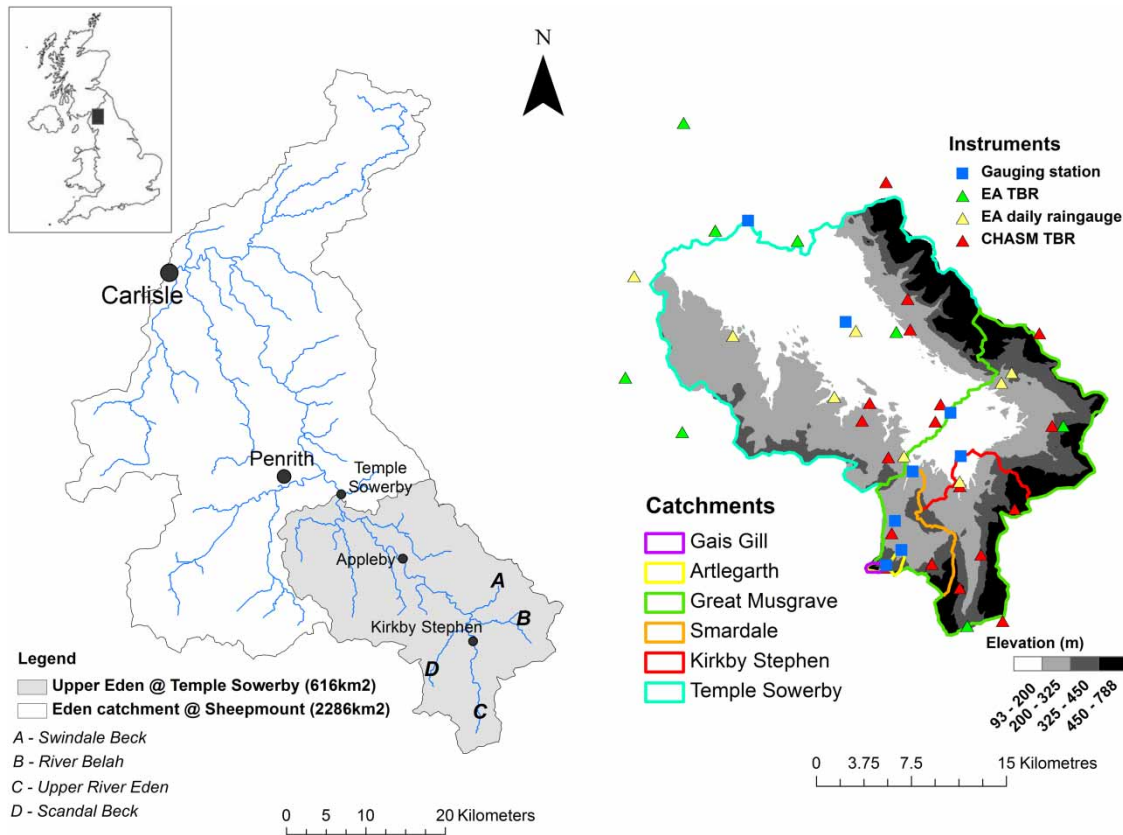 N
Carlisle
Penrith
Temple
Sowerby
Appleby
A
B
Kirkby Stephen
D
C
Legend
Upper Eden @ Temple Sowerby (616km2)
Eden catchment @ Sheepmount (2286km2)
A - Swindale Beck
B - River Belah
C - Upper River Eden
D - Scandal Beck
0 5 10 20 Kilometers
Instruments
Gauging station
EA TBR
EA daily raingauge
CHASM TBR
Catchments
Gais Gill
Artlegarth
Great Musgrave
Smardale
Kirkby Stephen
Temple Sowerby
Elevation (m)
93 - 200
200 - 325
325 - 450
450 - 788
0 3.75 7.5 15 Kilometres